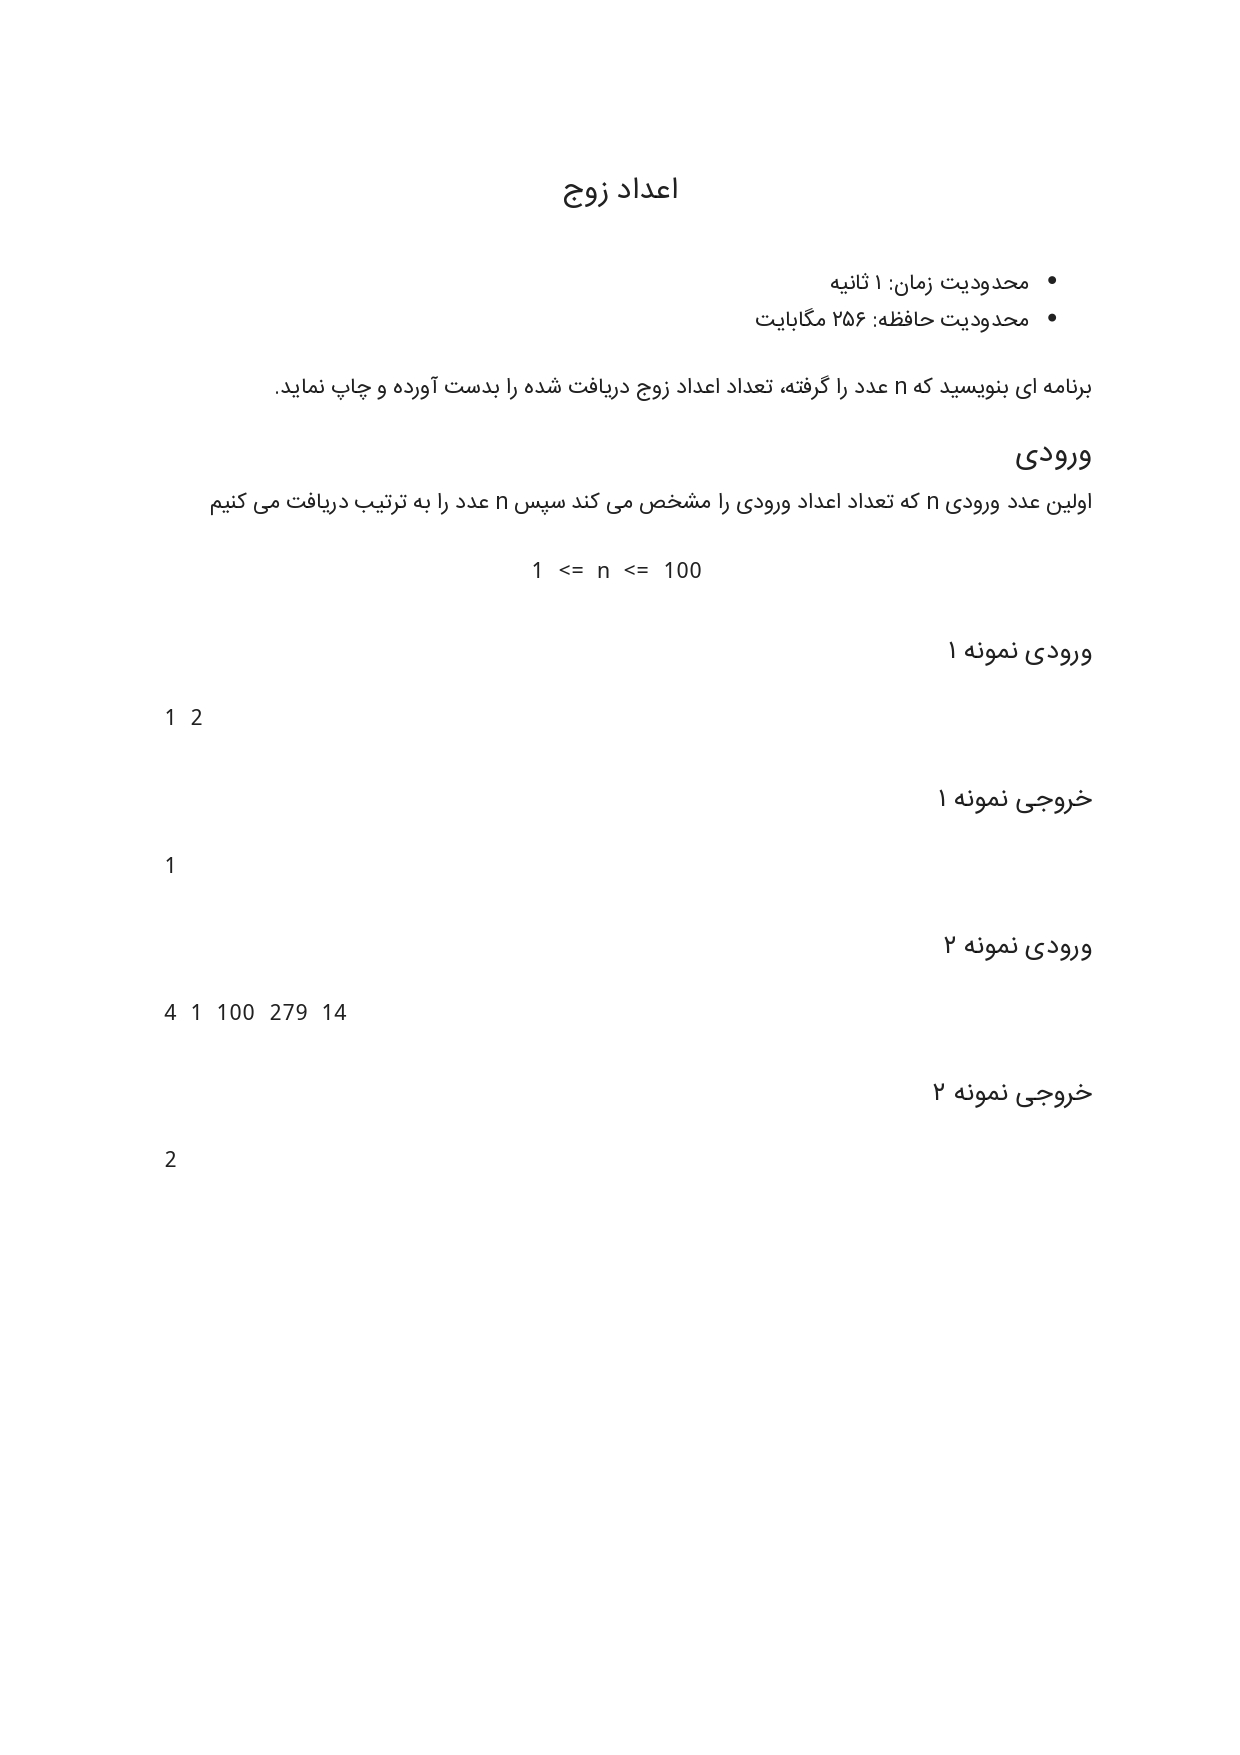 اعداد زوج
• محدودیت زمان: ۱ ثانیه
• محدودیت حافظه: ۲۵۶ مگابایت
برنامه ای بنویسید که n عدد را گرفته، تعداد اعداد زوج دریافت شده را بدست آورده و چاپ نماید.
ورودی
اولین عدد ورودی n که تعداد اعداد ورودی را مشخص می کند سپس n عدد را به ترتیب دریافت می کنیم
1 <= n <= 100
ورودی نمونه ۱
1 2
خروجی نمونه ۱
1
ورودی نمونه ۲
4 1 100 279 14
خروجی نمونه ۲
2